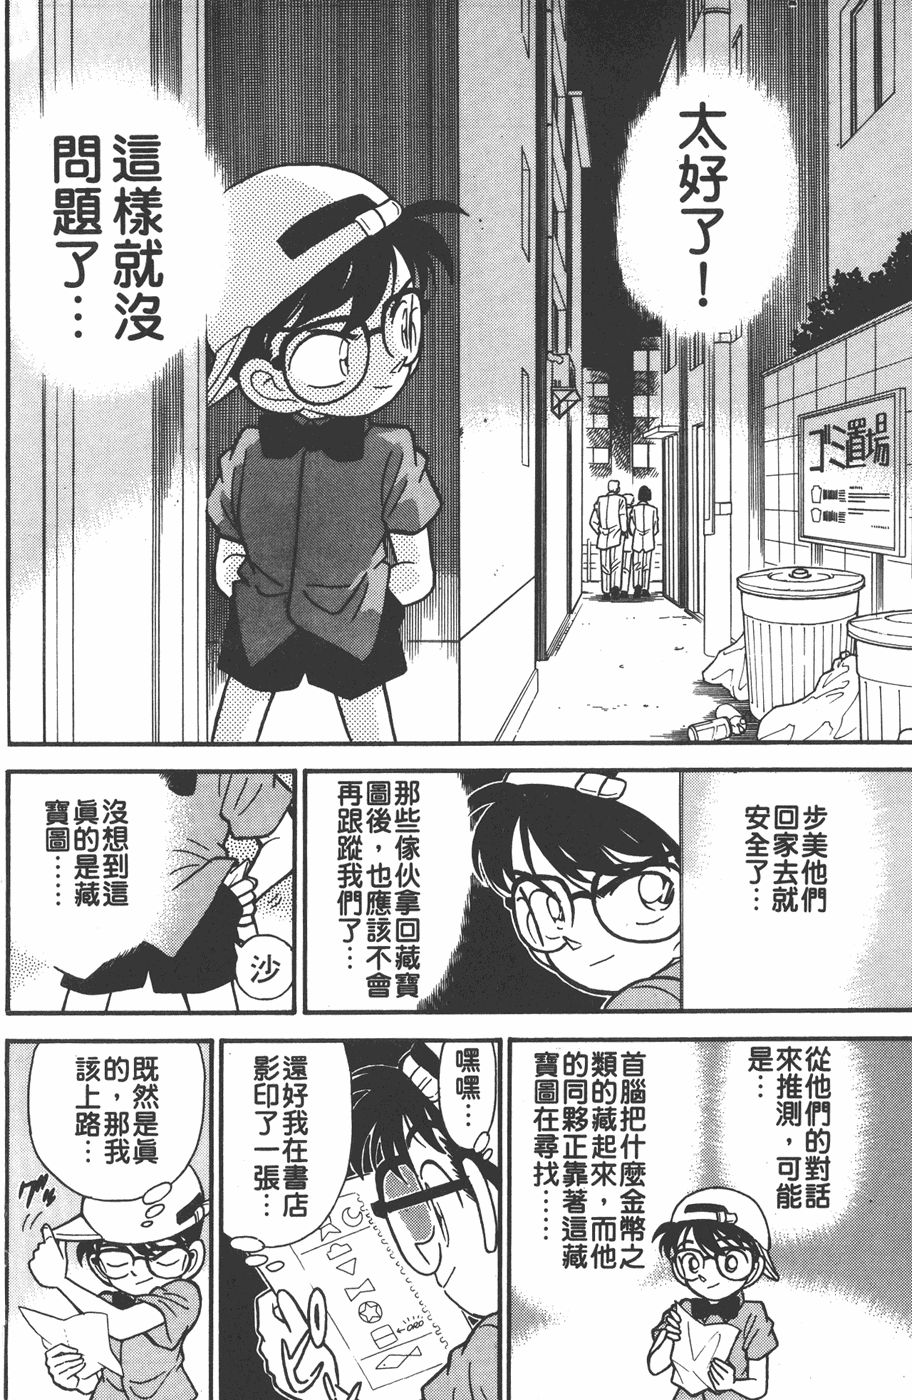 太好了！
ゴミ置場
這樣就沒
問題了…
步美他們
回家去就
安全了…
那些傢伙拿回藏寶
圖後，也應該不會
再跟蹤我們了…
沒想到這
真的是藏
寶圖……
沙
從他們的對話
來推測，可能
是…
首腦把什麼金幣之
類的藏起來，而他
的同夥正靠著這藏
寶圖在尋找……
嘿嘿…
還好我在書店
影印了一張…
ORO
既然是真
的，那我
該上路…